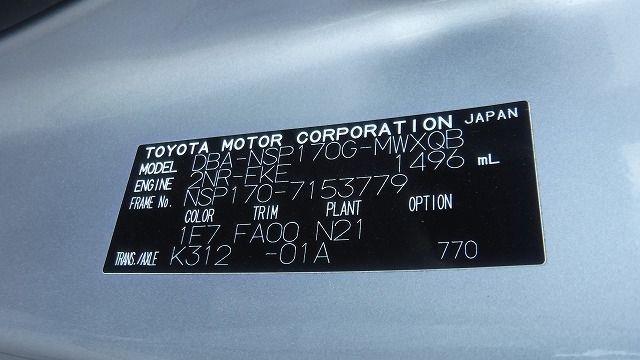 TOYOTA MOTOR CORPORATION JAPAN
MODEL DBA-NSP170G-MWXQB
ENGINE 2NR-FKE 1496 mL
FRAME No. NSP170-7153779
COLOR TRIM PLANT OPTION
1F7 FA00 N21
TRANS./AXLE K312 -01A 770